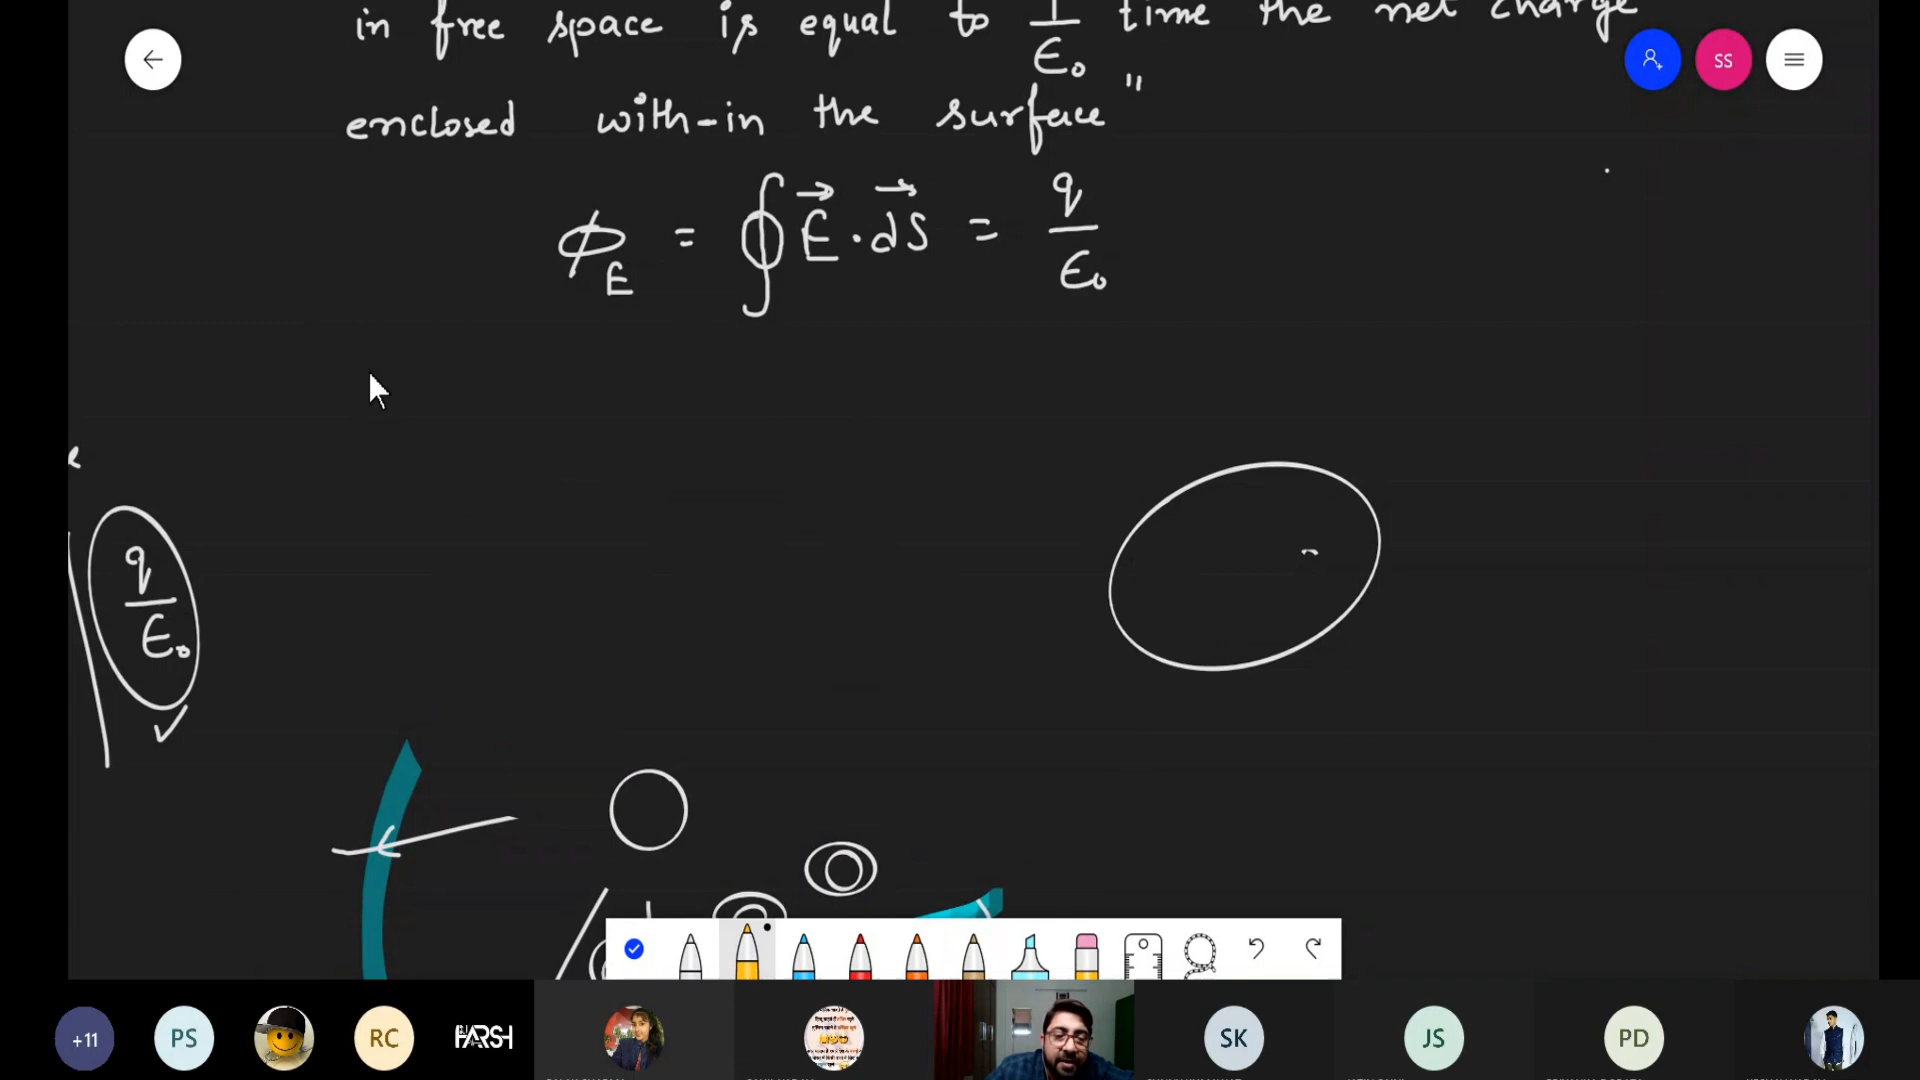 in free space is equal to 1/ϵ₀ time the net charge
enclosed with-in the surface"
ϕ_E = ∮E⃗·dS⃗ = q/ϵ₀
q/ϵ₀ ✓
SS
+11
PS
RC
HARSH
SK
JS
PD